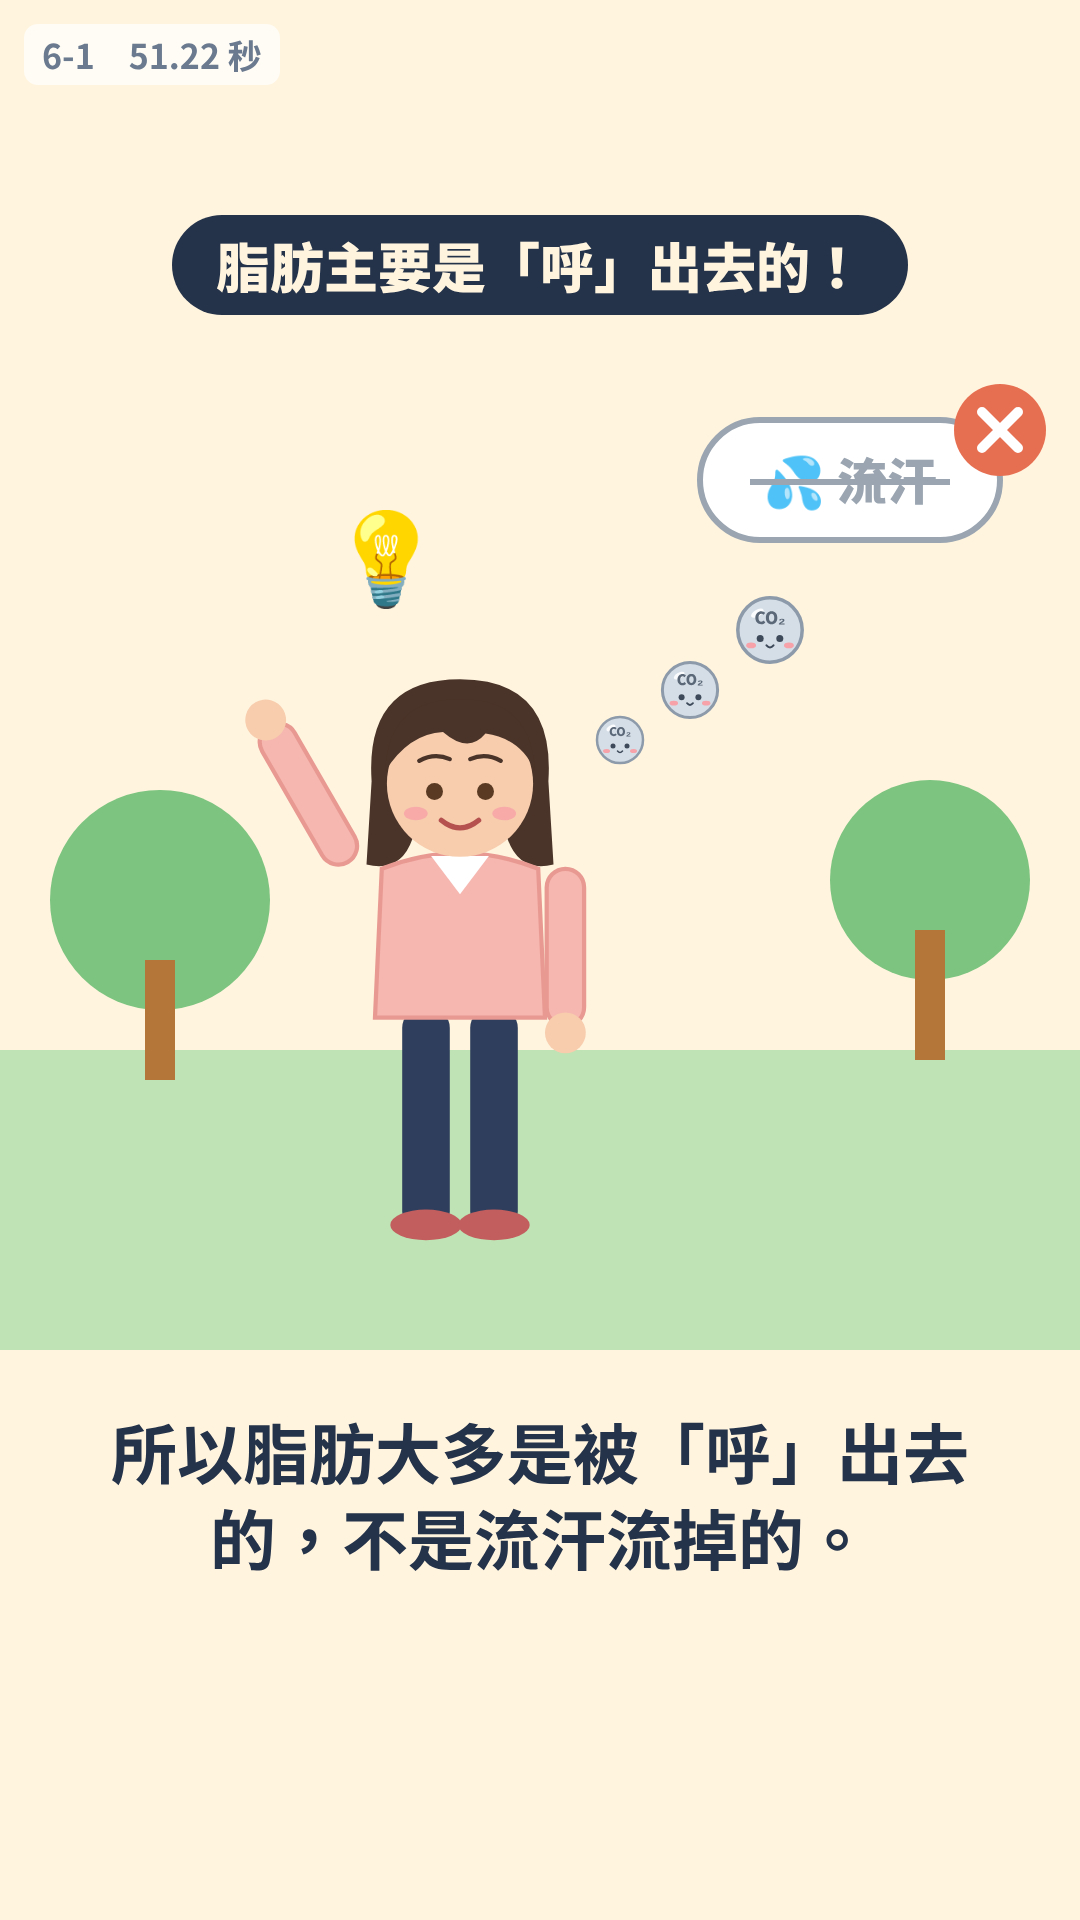 6-1 51.22 秒
脂肪主要是「呼」出去的！
💦 流汗
CO₂
CO₂
CO₂
所以脂肪大多是被「呼」出去
的，不是流汗流掉的。